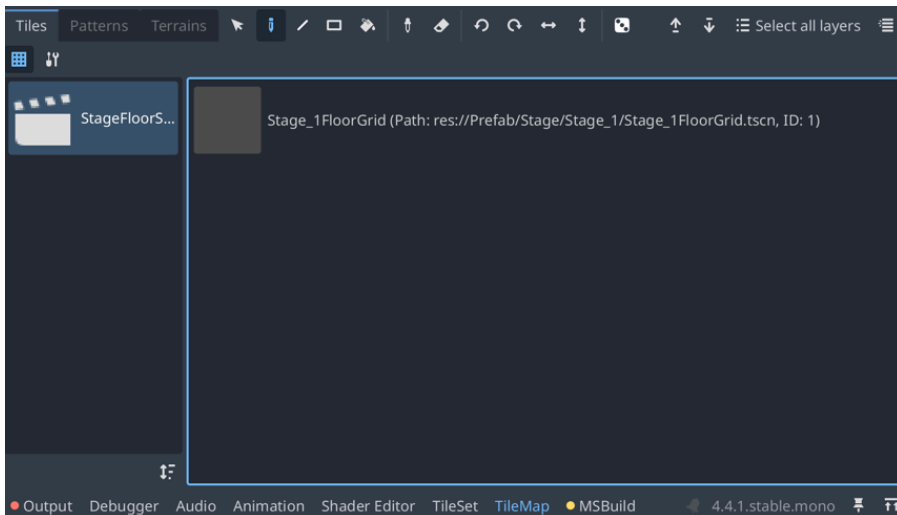 Tiles Patterns Terrains Select all layers
StageFloorS... Stage_1FloorGrid (Path: res://Prefab/Stage/Stage_1/Stage_1FloorGrid.tscn, ID: 1)
Output Debugger Audio Animation Shader Editor TileSet TileMap MSBuild 4.4.1.stable.mono